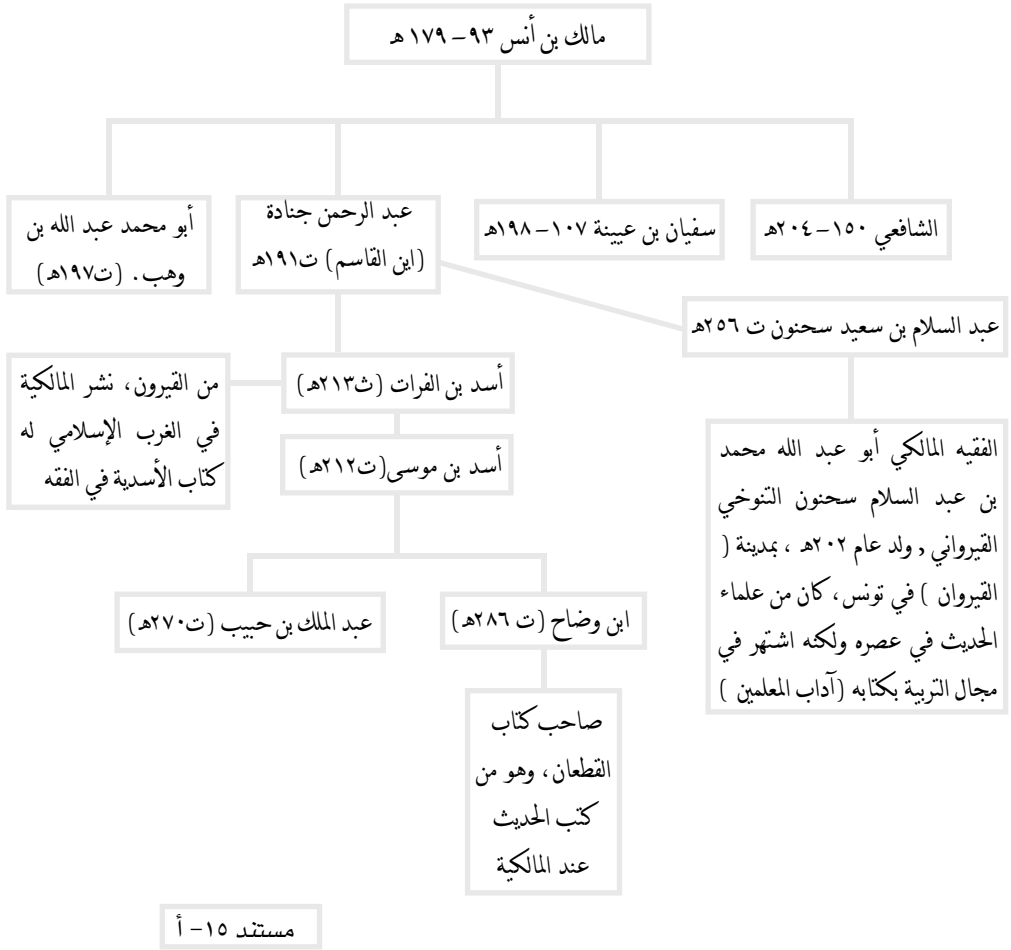 مالك بن أنس ٩٣ – ١٧٩ هـ
الشافعي ١٥٠ – ٢٠٤هـ
سفيان بن عيينة ١٠٧ – ١٩٨هـ
عبد الرحمن جنادة
(اين القاسم) ت١٩١هـ
أبو محمد عبد الله بن
وهب. (ت١٩٧هـ)
عبد السلام بن سعيد سحنون ت ٢٥٦هـ
أسد بن الفرات (ث٢١٣هـ)
من القيرون، نشر المالكية
في الغرب الإسلامي له
كتاب الأسدية في الفقه
أسد بن موسى(ت٢١٢هـ)
الفقيه المالكي أبو عبد الله محمد
بن عبد السلام سحنون التنوخي
القيرواني , ولد عام ٢٠٢هـ ، بمدينة (
القيروان ) في تونس، كان من علماء
الحديث في عصره ولكنه اشتهر في
مجال التربية بكتابه (آداب المعلمين )
ابن وضاح (ت ٢٨٦هـ)
عبد الملك بن حبيب (ت٢٧٠هـ)
صاحب كتاب
القطعان، وهو من
كتب الحديث
عند المالكية
مستند ١٥- أ